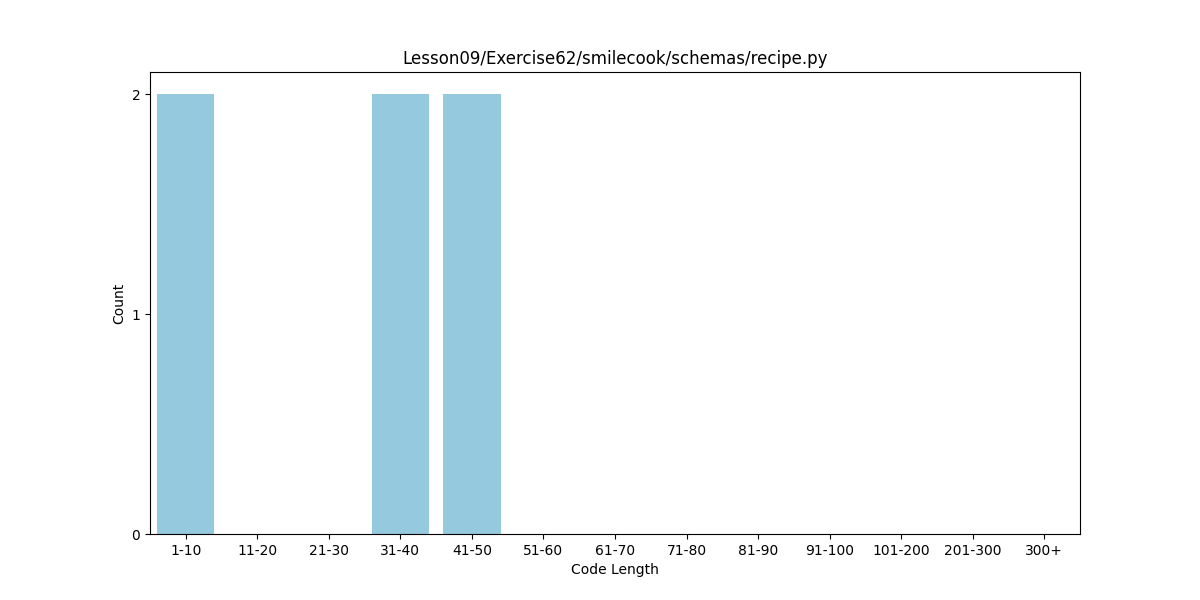 Lesson09/Exercise62/smilecook/schemas/recipe.py
Count
2
1
0
1-10 11-20 21-30 31-40 41-50 51-60 61-70 71-80 81-90 91-100 101-200 201-300 300+
Code Length